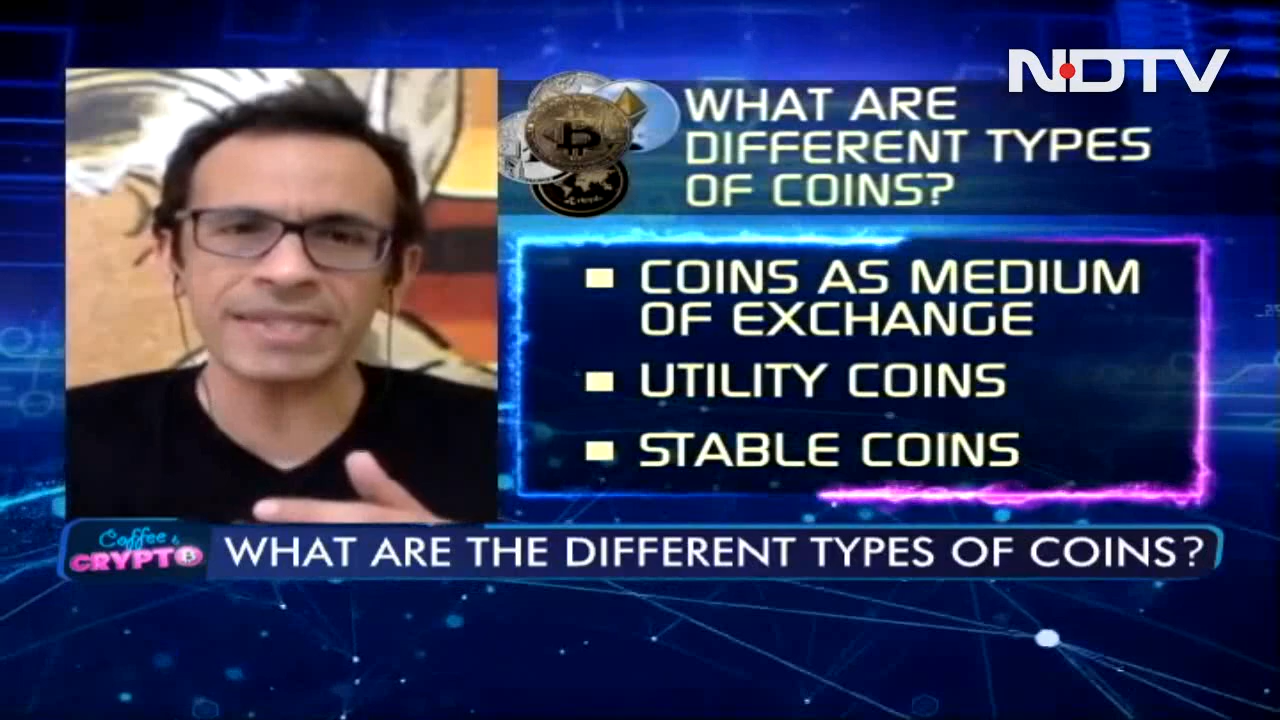 NDTV
WHAT ARE
DIFFERENT TYPES
OF COINS?
COINS AS MEDIUM
OF EXCHANGE
UTILITY COINS
STABLE COINS
Coffee &
CRYPTO
WHAT ARE THE DIFFERENT TYPES OF COINS?